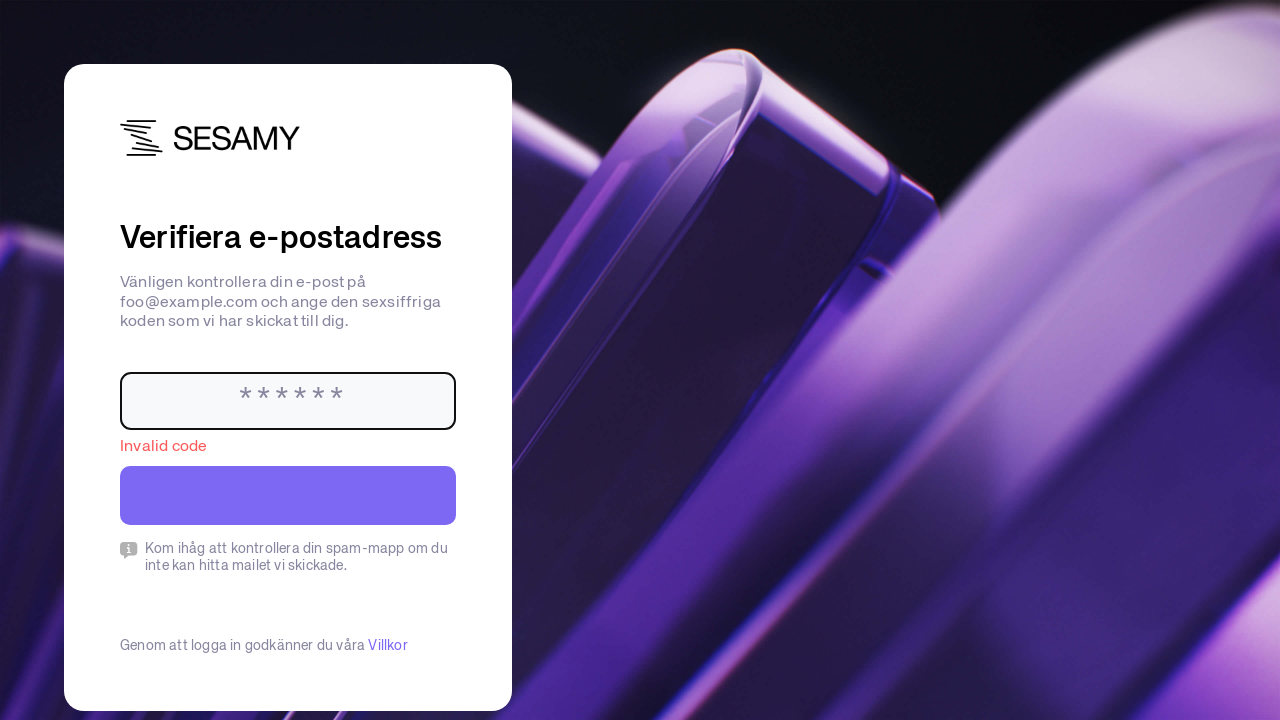 SESAMY
Verifiera e-postadress
Vänligen kontrollera din e-post på
foo@example.com och ange den sexsiffriga
koden som vi har skickat till dig.
******
Invalid code
Kom ihåg att kontrollera din spam-mapp om du
inte kan hitta mailet vi skickade.
Genom att logga in godkänner du våra Villkor